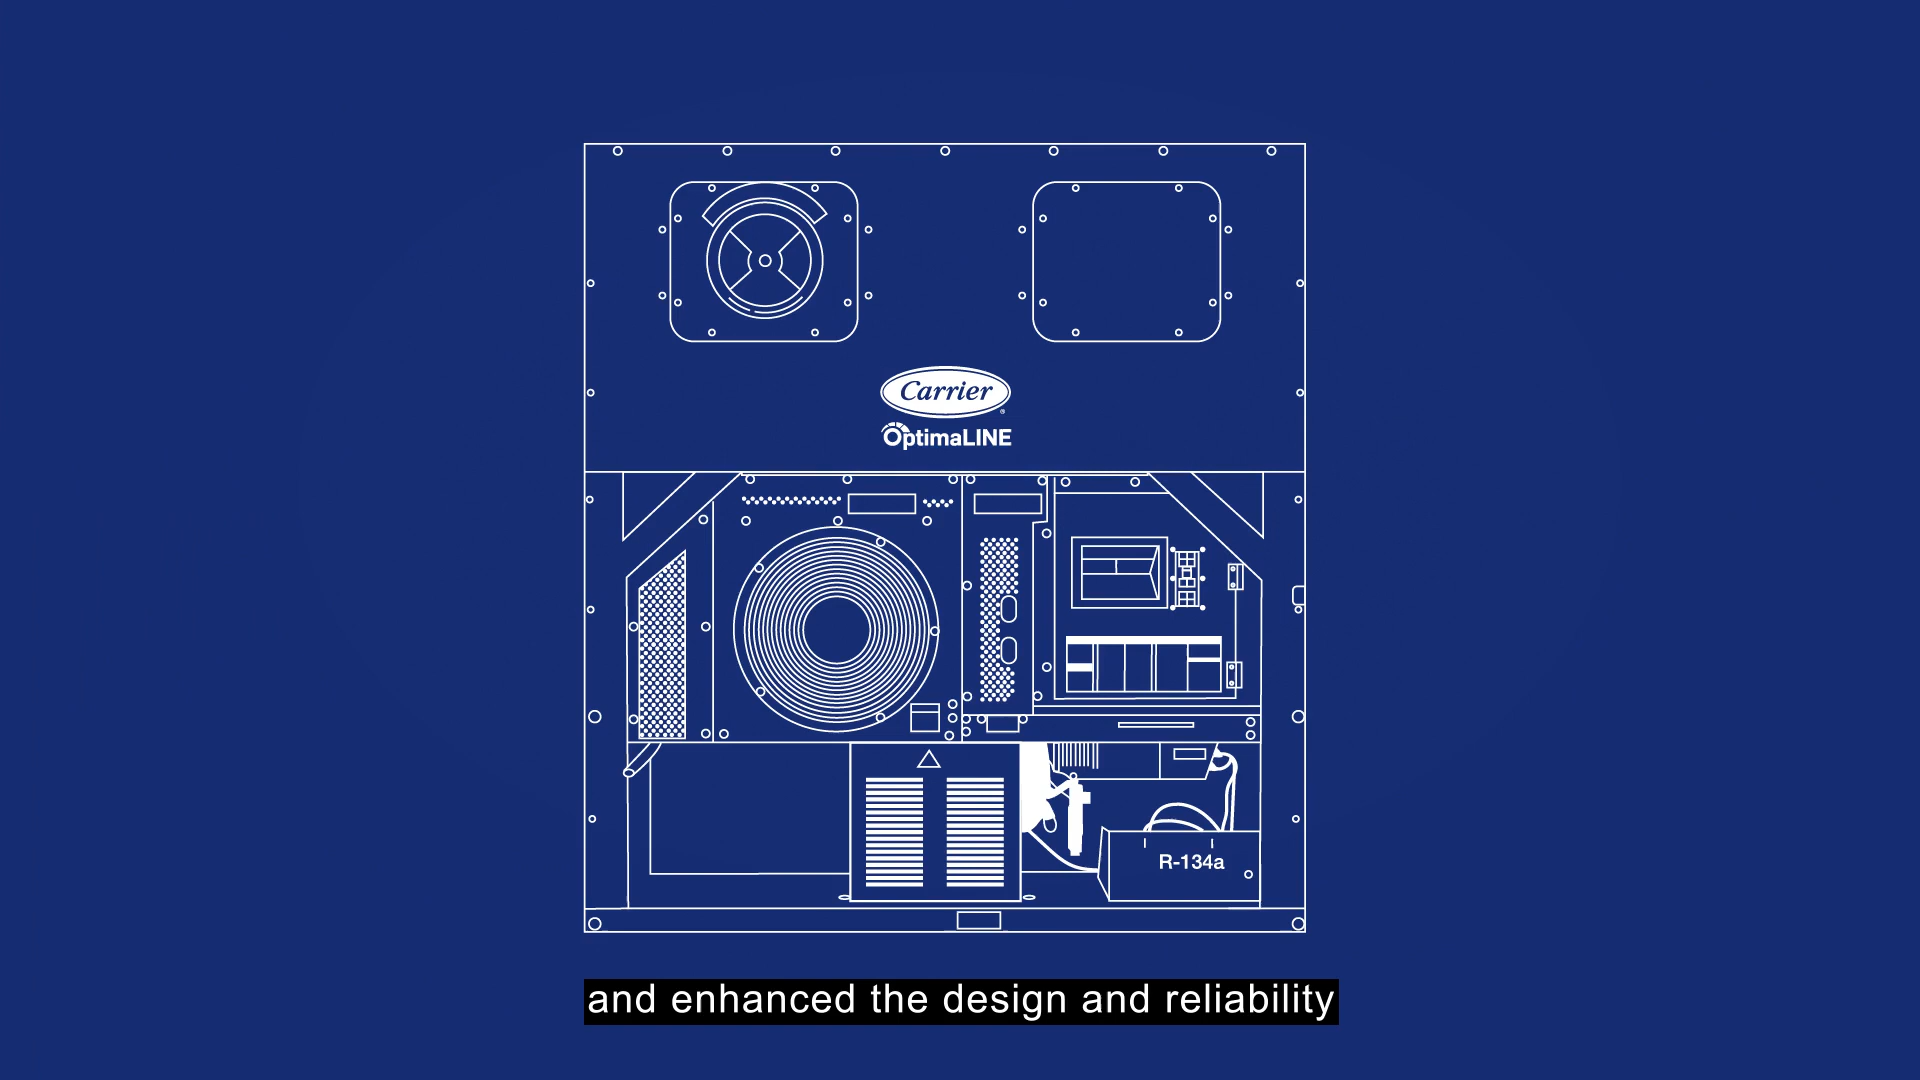 Carrier
OptimaLINE
R-134a
and enhanced the design and reliability